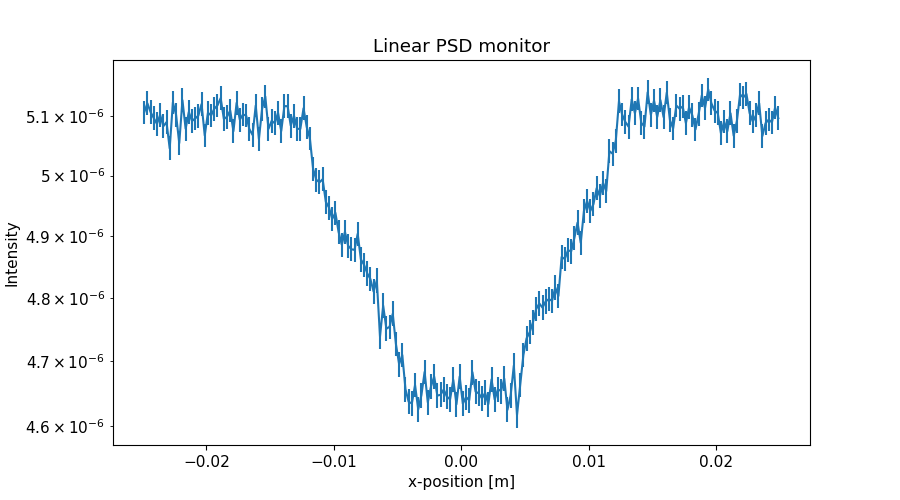 Linear PSD monitor
Intensity
5.1 × 10⁻⁶
5 × 10⁻⁶
4.9 × 10⁻⁶
4.8 × 10⁻⁶
4.7 × 10⁻⁶
4.6 × 10⁻⁶
−0.02 −0.01 0.00 0.01 0.02
x-position [m]